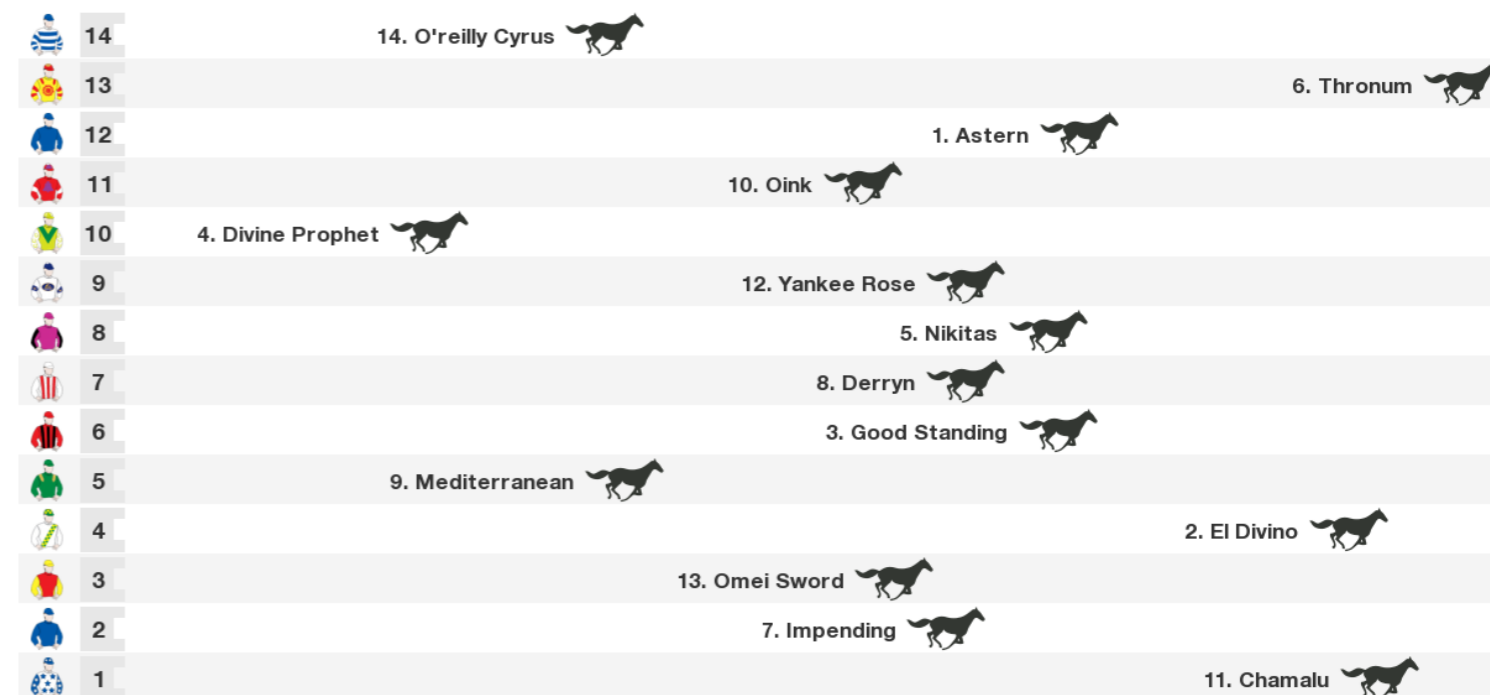 14 14. O'reilly Cyrus
13 6. Thronum
12 1. Astern
11 10. Oink
10 4. Divine Prophet
9 12. Yankee Rose
8 5. Nikitas
7 8. Derryn
6 3. Good Standing
5 9. Mediterranean
4 2. El Divino
3 13. Omei Sword
2 7. Impending
1 11. Chamalu